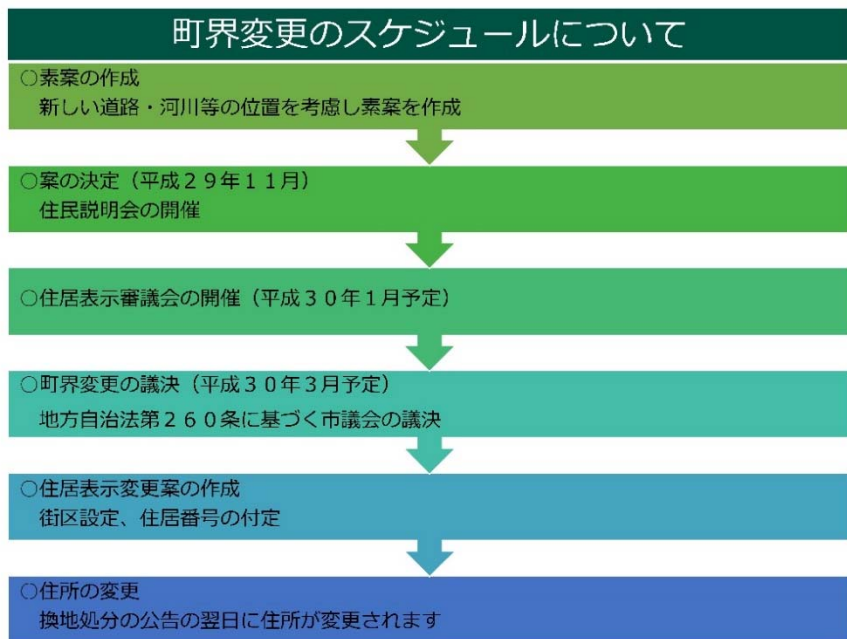 町界変更のスケジュールについて
○素案の作成
新しい道路・河川等の位置を考慮し素案を作成
○案の決定（平成２９年１１月）
住民説明会の開催
○住居表示審議会の開催（平成３０年１月予定）
○町界変更の議決（平成３０年３月予定）
地方自治法第２６０条に基づく市議会の議決
○住居表示変更案の作成
街区設定、住居番号の付定
○住所の変更
換地処分の公告の翌日に住所が変更されます